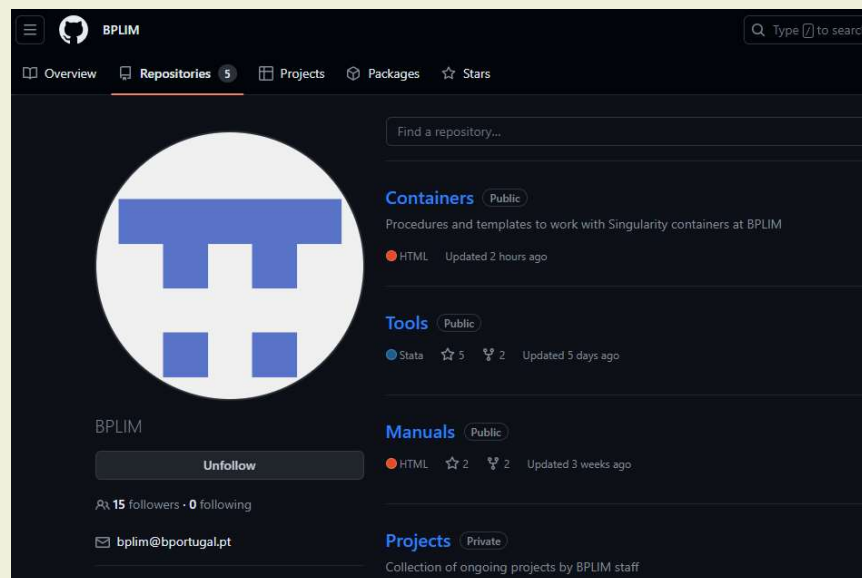 BPLIM
Type / to search
Overview Repositories 5 Projects Packages Stars
Find a repository...
Containers Public
Procedures and templates to work with Singularity containers at BPLIM
HTML Updated 2 hours ago
Tools Public
Stata 5 2 Updated 5 days ago
Manuals Public
HTML 2 2 Updated 3 weeks ago
Projects Private
Collection of ongoing projects by BPLIM staff
BPLIM
Unfollow
15 followers · 0 following
bplim@bportugal.pt